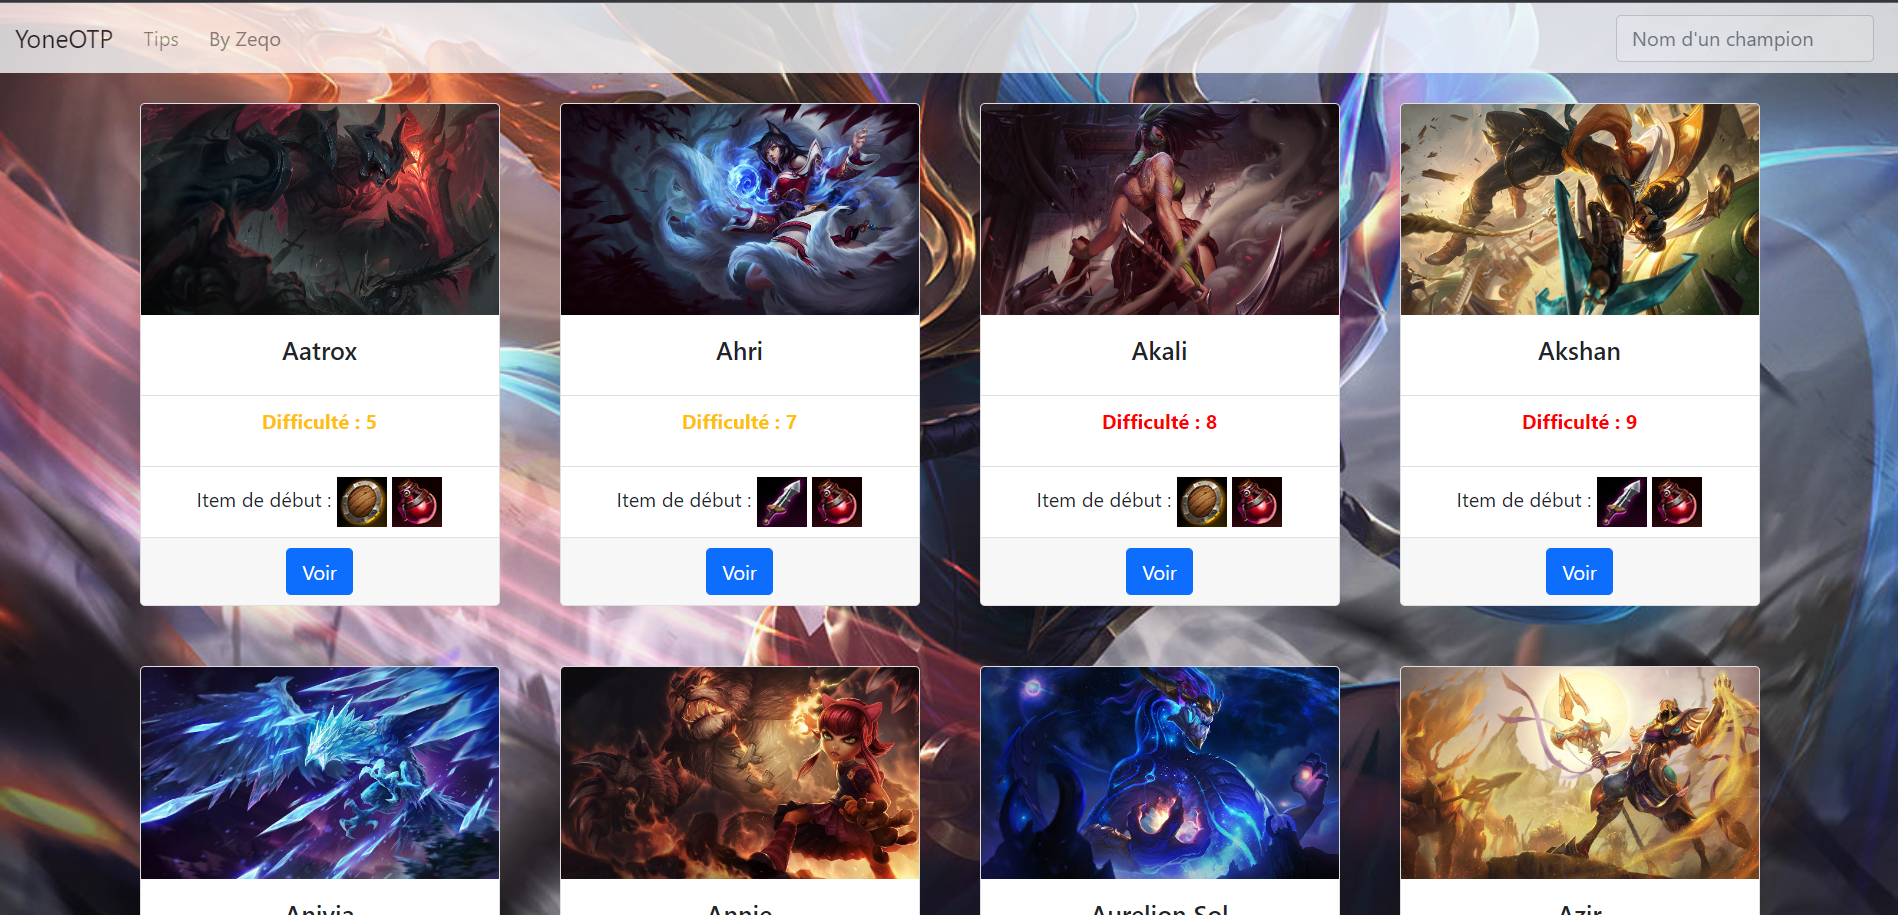 YoneOTP Tips By Zeqo Nom d'un champion
Aatrox Ahri Akali Akshan
Difficulté : 5 Difficulté : 7 Difficulté : 8 Difficulté : 9
Item de début : Item de début : Item de début : Item de début :
Voir Voir Voir Voir
Anivia Annie Aurelion Sol Azir